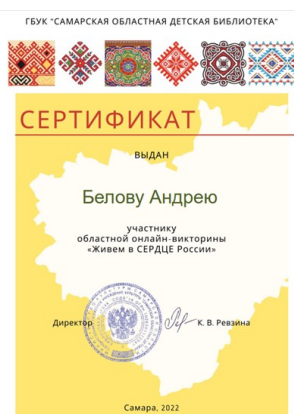 ГБУК "САМАРСКАЯ ОБЛАСТНАЯ ДЕТСКАЯ БИБЛИОТЕКА"
СЕРТИФИКАТ
ВЫДАН
Белову Андрею
участнику
областной онлайн-викторины
«Живем в СЕРДЦЕ России»
Директор
К. В. Ревзина
Самара, 2022